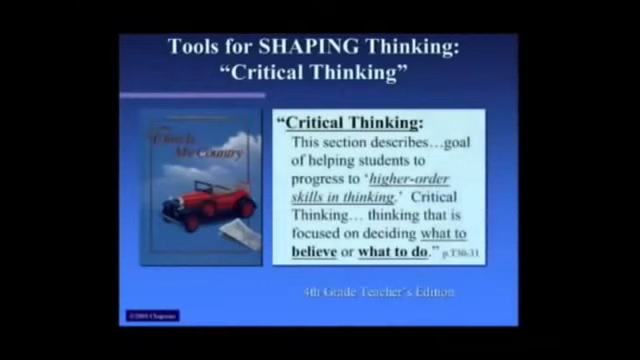 Tools for SHAPING Thinking:
“Critical Thinking”
My Country
“Critical Thinking:
This section describes…goal
of helping students to
progress to ‘higher-order
skills in thinking.’ Critical
Thinking… thinking that is
focused on deciding what to
believe or what to do.” p.T30-31
4th Grade Teacher’s Edition